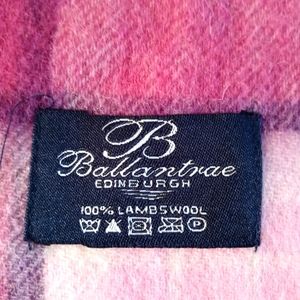 B
Ballantrae
EDINBURGH
100% LAMBSWOOL
P